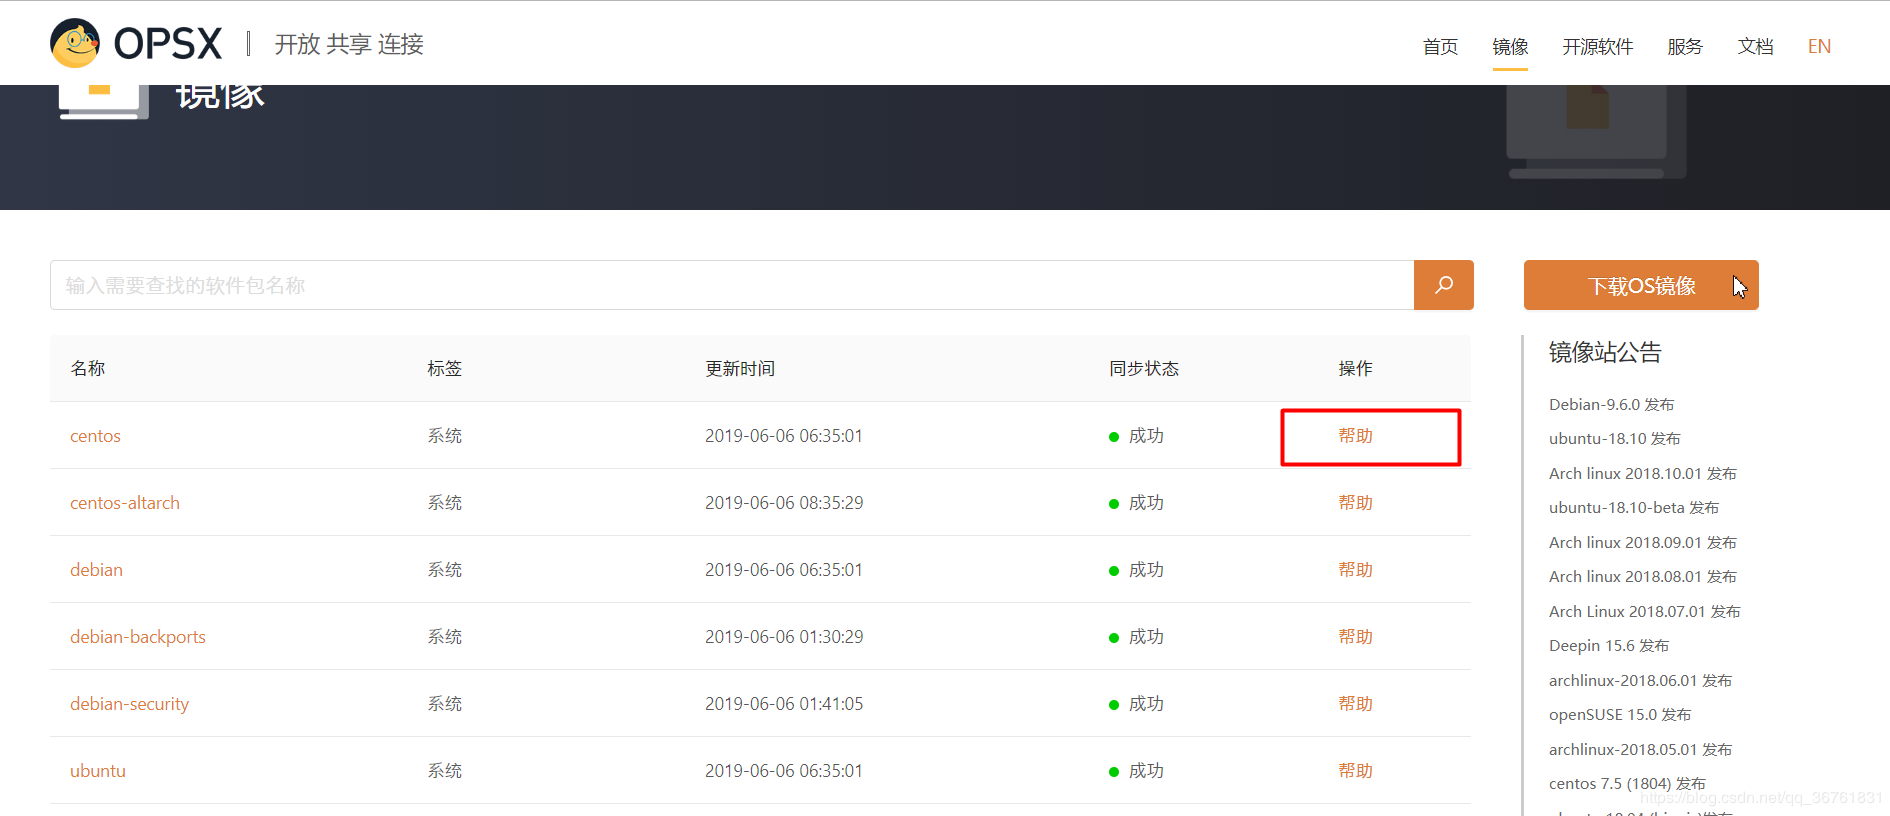 OPSX 开放 共享 连接
首页 镜像 开源软件 服务 文档 EN
镜像
输入需要查找的软件包名称
下载OS镜像
名称 标签 更新时间 同步状态 操作
centos 系统 2019-06-06 06:35:01 成功 帮助
centos-altarch 系统 2019-06-06 08:35:29 成功 帮助
debian 系统 2019-06-06 06:35:01 成功 帮助
debian-backports 系统 2019-06-06 01:30:29 成功 帮助
debian-security 系统 2019-06-06 01:41:05 成功 帮助
ubuntu 系统 2019-06-06 06:35:01 成功 帮助
镜像站公告
Debian-9.6.0 发布
ubuntu-18.10 发布
Arch linux 2018.10.01 发布
ubuntu-18.10-beta 发布
Arch linux 2018.09.01 发布
Arch linux 2018.08.01 发布
Arch Linux 2018.07.01 发布
Deepin 15.6 发布
archlinux-2018.06.01 发布
openSUSE 15.0 发布
archlinux-2018.05.01 发布
centos 7.5 (1804) 发布
https://blog.csdn.net/qq_36761831